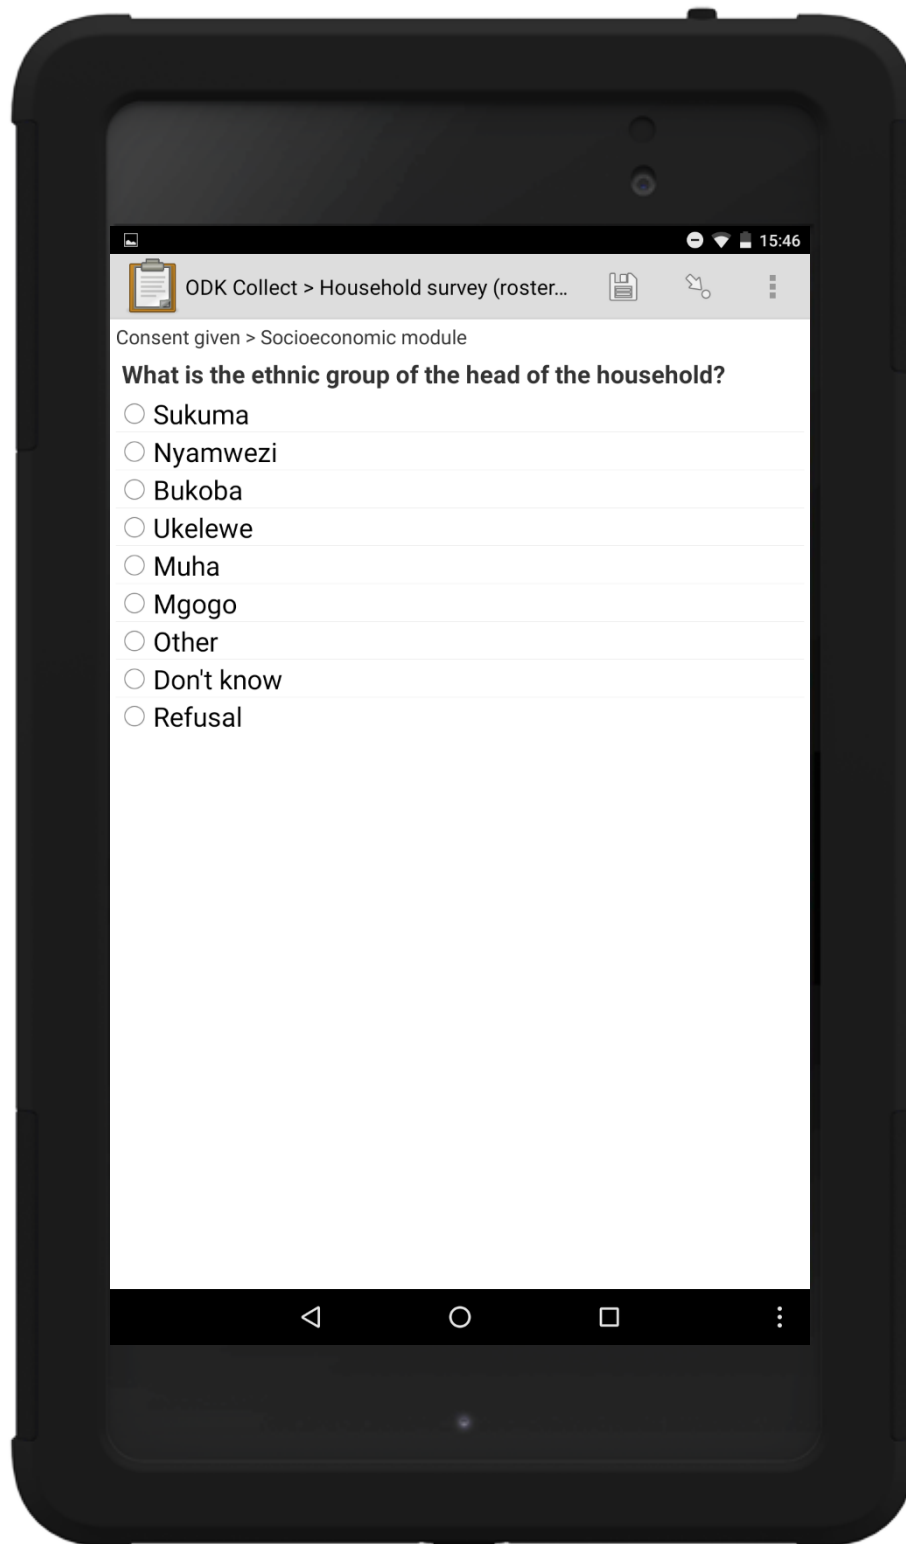 15:46
ODK Collect > Household survey (roster...
Consent given > Socioeconomic module
What is the ethnic group of the head of the household?
Sukuma
Nyamwezi
Bukoba
Ukelewe
Muha
Mgogo
Other
Don't know
Refusal